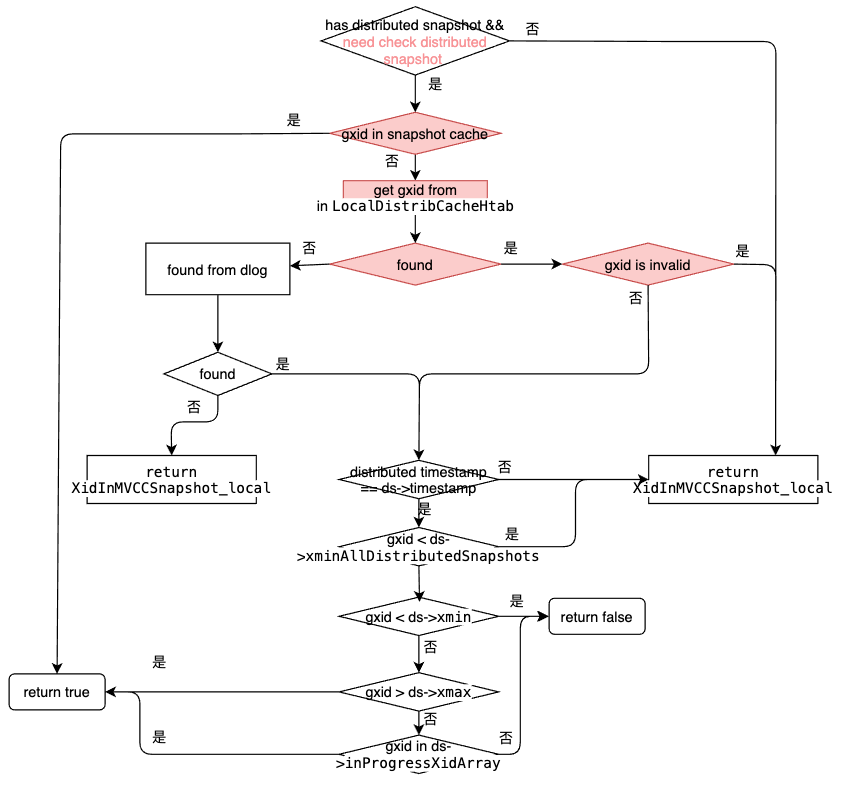 has distributed snapshot &&
need check distributed
snapshot
否
是
是
gxid in snapshot cache
否
get gxid from
in LocalDistribCacheHtab
否
found
是
gxid is invalid
是
found from dlog
否
found
是
否
return
XidInMVCCSnapshot_local
distributed timestamp
== ds->timestamp
否
return
XidInMVCCSnapshot_local
是
gxid < ds-
>xminAllDistributedSnapshots
是
gxid < ds->xmin
是
return false
否
是
return true
gxid > ds->xmax
否
是
gxid in ds-
>inProgressXidArray
否